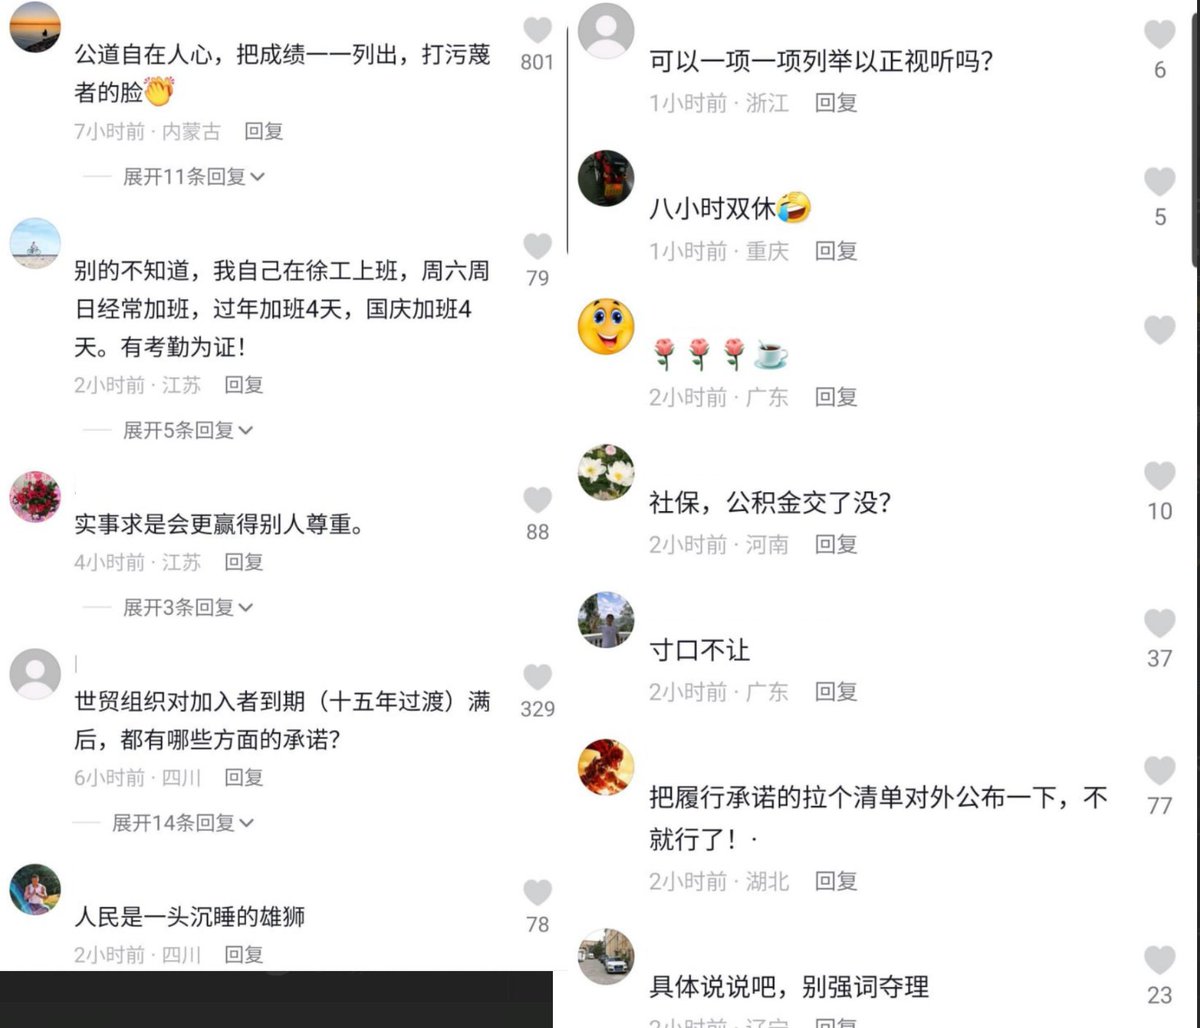 公道自在人心，把成绩一一列出，打污蔑
者的脸👏
801
7小时前 · 内蒙古 回复
展开11条回复
别的不知道，我自己在徐工上班，周六周
日经常加班，过年加班4天，国庆加班4
天。有考勤为证！
79
2小时前 · 江苏 回复
展开5条回复
实事求是会更赢得别人尊重。
88
4小时前 · 江苏 回复
展开3条回复
世贸组织对加入者到期（十五年过渡）满
后，都有哪些方面的承诺？
329
6小时前 · 四川 回复
展开14条回复
人民是一头沉睡的雄狮
78
2小时前 · 四川 回复
可以一项一项列举以正视听吗？
6
1小时前 · 浙江 回复
八小时双休🤣
5
1小时前 · 重庆 回复
🌹🌹🌹☕
2小时前 · 广东 回复
社保，公积金交了没？
10
2小时前 · 河南 回复
寸口不让
37
2小时前 · 广东 回复
把履行承诺的拉个清单对外公布一下，不
就行了！·
77
2小时前 · 湖北 回复
具体说说吧，别强词夺理
23
2小时前 · 辽宁 回复